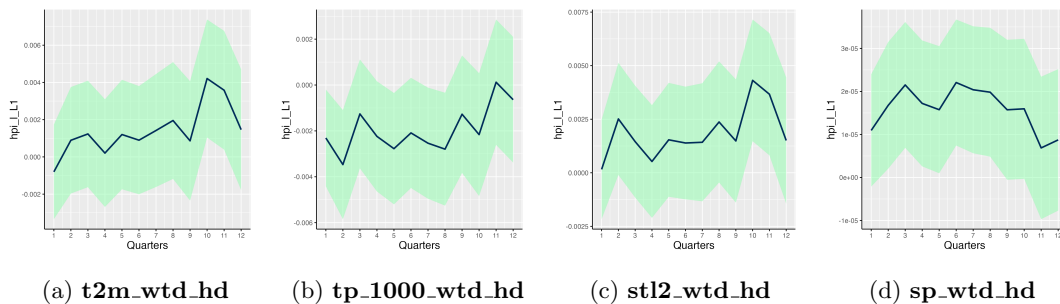 0.006
0.004
0.002
0.000
-0.002
hpi_l_L1
1 2 3 4 5 6 7 8 9 10 11 12
Quarters
(a) t2m_wtd_hd
0.002
0.000
-0.002
-0.004
-0.006
hpi_l_L1
1 2 3 4 5 6 7 8 9 10 11 12
Quarters
(b) tp_1000_wtd_hd
0.0075
0.0050
0.0025
0.0000
-0.0025
hpi_l_L1
1 2 3 4 5 6 7 8 9 10 11 12
Quarters
(c) stl2_wtd_hd
3e-05
2e-05
1e-05
0e+00
-1e-05
hpi_l_L1
1 2 3 4 5 6 7 8 9 10 11 12
Quarters
(d) sp_wtd_hd